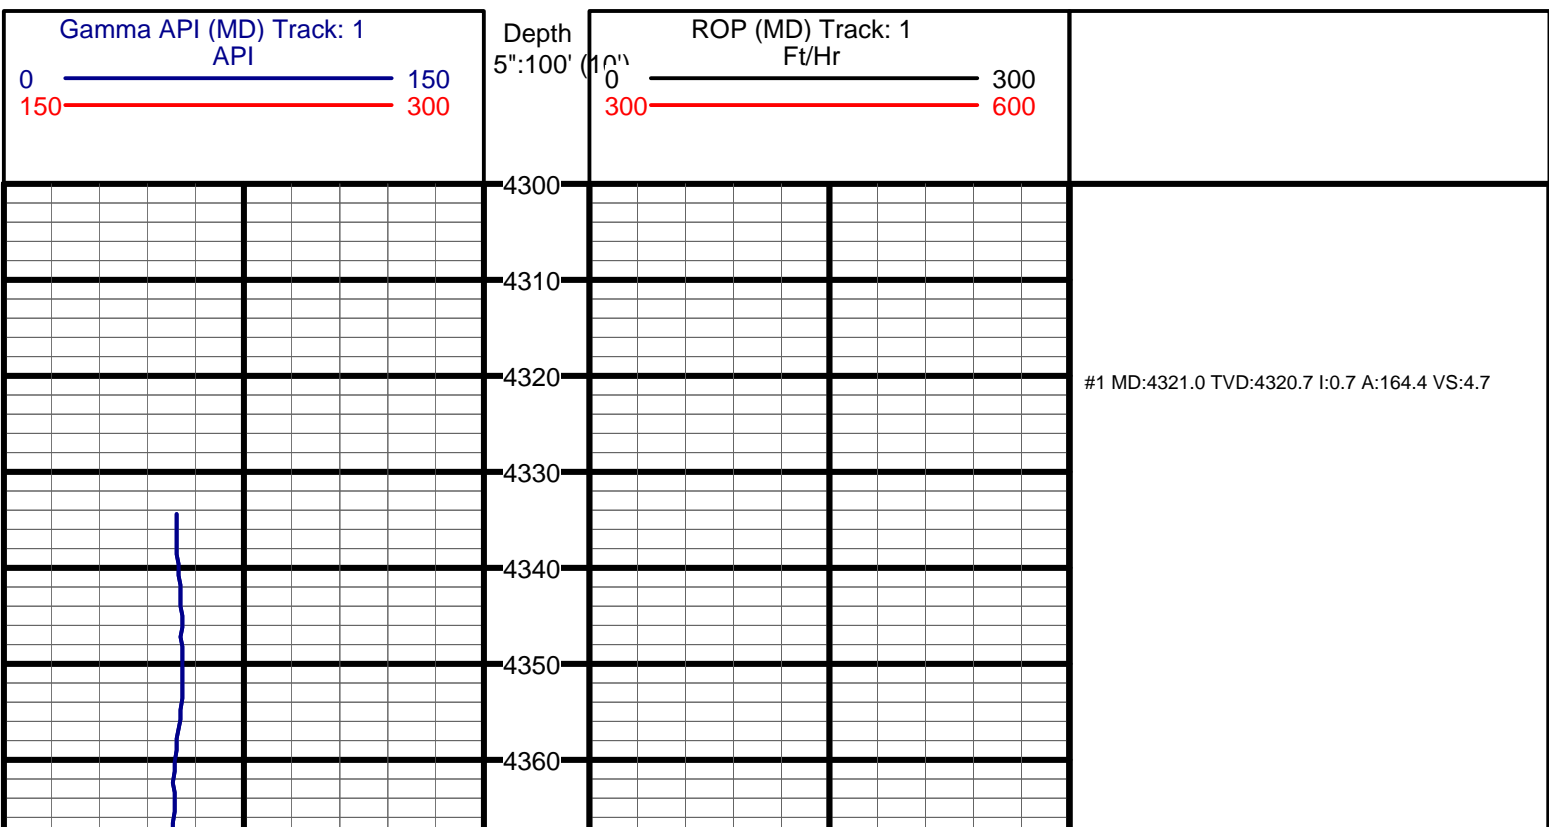 Gamma API (MD) Track: 1
API
0 150
150 300
Depth
5":100' (10')
ROP (MD) Track: 1
Ft/Hr
0 300
300 600
4300
4310
4320
#1 MD:4321.0 TVD:4320.7 I:0.7 A:164.4 VS:4.7
4330
4340
4350
4360